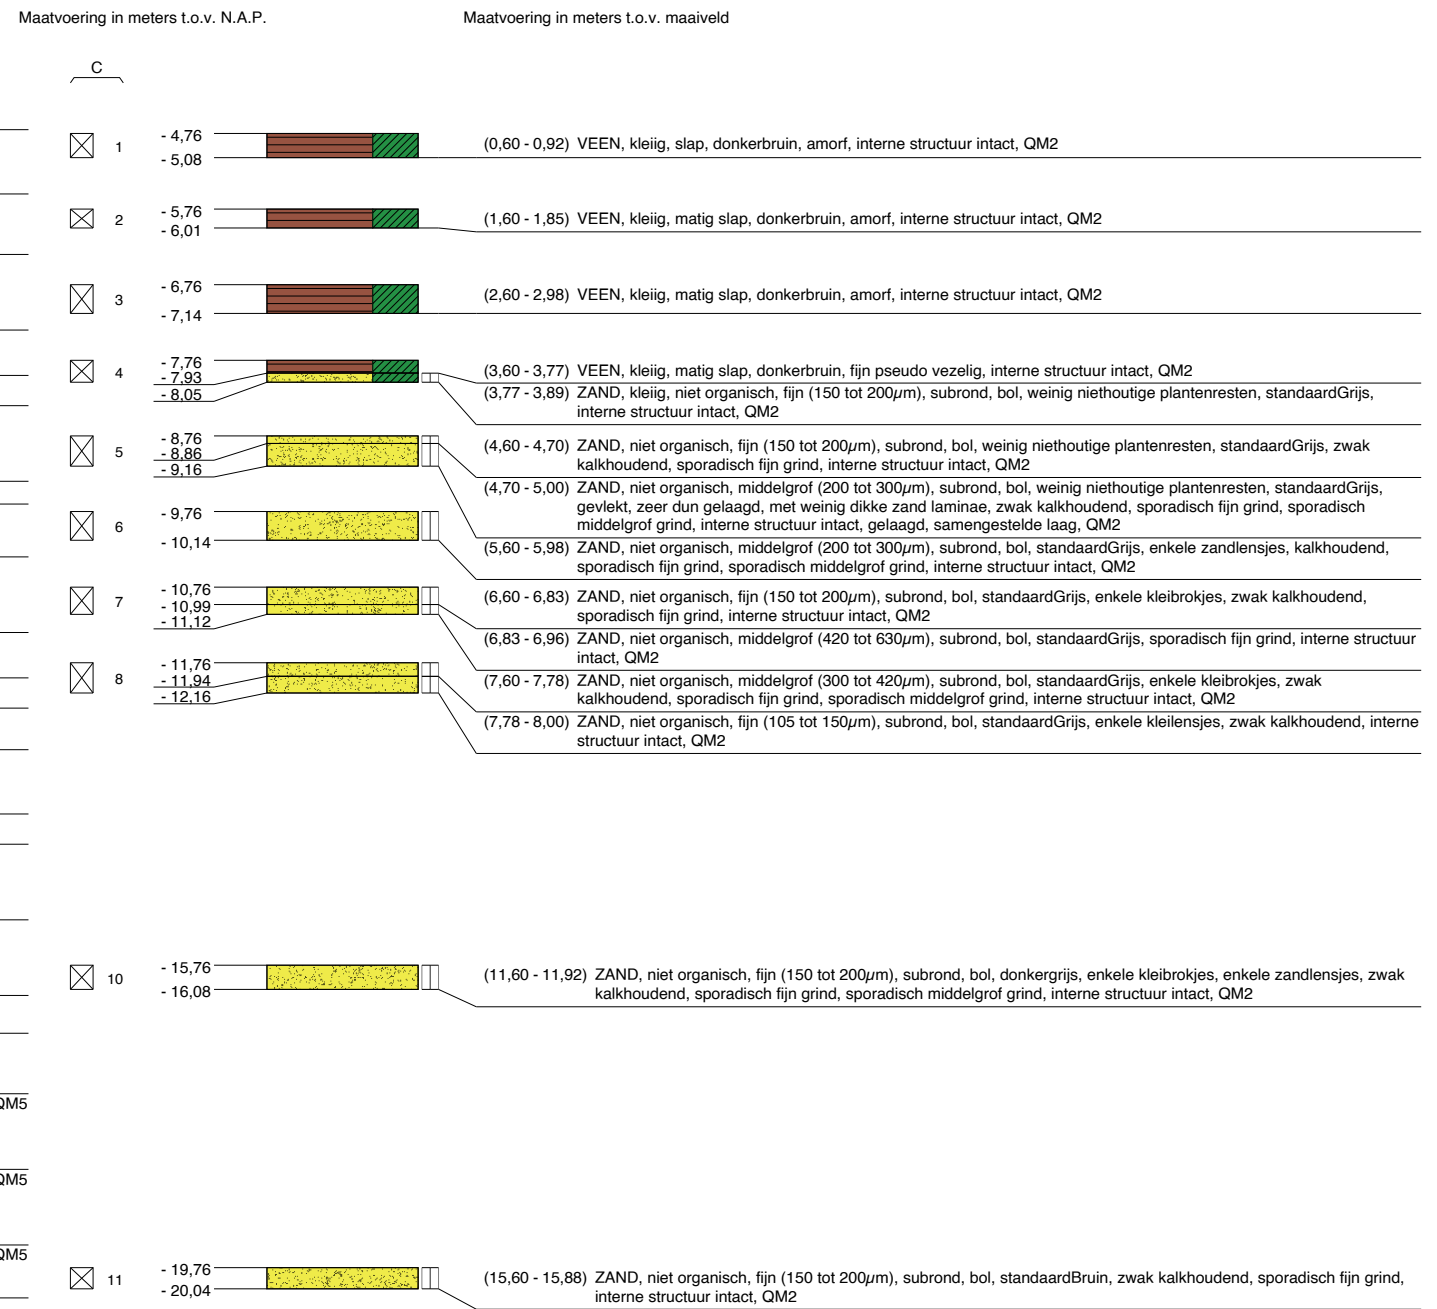 Maatvoering in meters t.o.v. N.A.P. Maatvoering in meters t.o.v. maaiveld
C
1 - 4,76 - 5,08 (0,60 - 0,92) VEEN, kleiig, slap, donkerbruin, amorf, interne structuur intact, QM2
2 - 5,76 - 6,01 (1,60 - 1,85) VEEN, kleiig, matig slap, donkerbruin, amorf, interne structuur intact, QM2
3 - 6,76 - 7,14 (2,60 - 2,98) VEEN, kleiig, matig slap, donkerbruin, amorf, interne structuur intact, QM2
4 - 7,76 - 7,93 - 8,05 (3,60 - 3,77) VEEN, kleiig, matig slap, donkerbruin, fijn pseudo vezelig, interne structuur intact, QM2
(3,77 - 3,89) ZAND, kleiig, niet organisch, fijn (150 tot 200µm), subrond, bol, weinig niethoutige plantenresten, standaardGrijs,
interne structuur intact, QM2
5 - 8,76 - 8,86 - 9,16 (4,60 - 4,70) ZAND, niet organisch, fijn (150 tot 200µm), subrond, bol, weinig niethoutige plantenresten, standaardGrijs, zwak
kalkhoudend, sporadisch fijn grind, interne structuur intact, QM2
(4,70 - 5,00) ZAND, niet organisch, middelgrof (200 tot 300µm), subrond, bol, weinig niethoutige plantenresten, standaardGrijs,
gevlekt, zeer dun gelaagd, met weinig dikke zand laminae, zwak kalkhoudend, sporadisch fijn grind, sporadisch
middelgrof grind, interne structuur intact, gelaagd, samengestelde laag, QM2
6 - 9,76 - 10,14 (5,60 - 5,98) ZAND, niet organisch, middelgrof (200 tot 300µm), subrond, bol, standaardGrijs, enkele zandlensjes, kalkhoudend,
sporadisch fijn grind, sporadisch middelgrof grind, interne structuur intact, QM2
7 - 10,76 - 10,99 - 11,12 (6,60 - 6,83) ZAND, niet organisch, fijn (150 tot 200µm), subrond, bol, standaardGrijs, enkele kleibrokjes, zwak kalkhoudend,
sporadisch fijn grind, interne structuur intact, QM2
(6,83 - 6,96) ZAND, niet organisch, middelgrof (420 tot 630µm), subrond, bol, standaardGrijs, sporadisch fijn grind, interne structuur
intact, QM2
8 - 11,76 - 11,94 - 12,16 (7,60 - 7,78) ZAND, niet organisch, middelgrof (300 tot 420µm), subrond, bol, standaardGrijs, enkele kleibrokjes, zwak
kalkhoudend, sporadisch fijn grind, sporadisch middelgrof grind, interne structuur intact, QM2
(7,78 - 8,00) ZAND, niet organisch, fijn (105 tot 150µm), subrond, bol, standaardGrijs, enkele kleilensjes, zwak kalkhoudend, interne
structuur intact, QM2
10 - 15,76 - 16,08 (11,60 - 11,92) ZAND, niet organisch, fijn (150 tot 200µm), subrond, bol, donkergrijs, enkele kleibrokjes, enkele zandlensjes, zwak
kalkhoudend, sporadisch fijn grind, sporadisch middelgrof grind, interne structuur intact, QM2
QM5
QM5
QM5
11 - 19,76 - 20,04 (15,60 - 15,88) ZAND, niet organisch, fijn (150 tot 200µm), subrond, bol, standaardBruin, zwak kalkhoudend, sporadisch fijn grind,
interne structuur intact, QM2